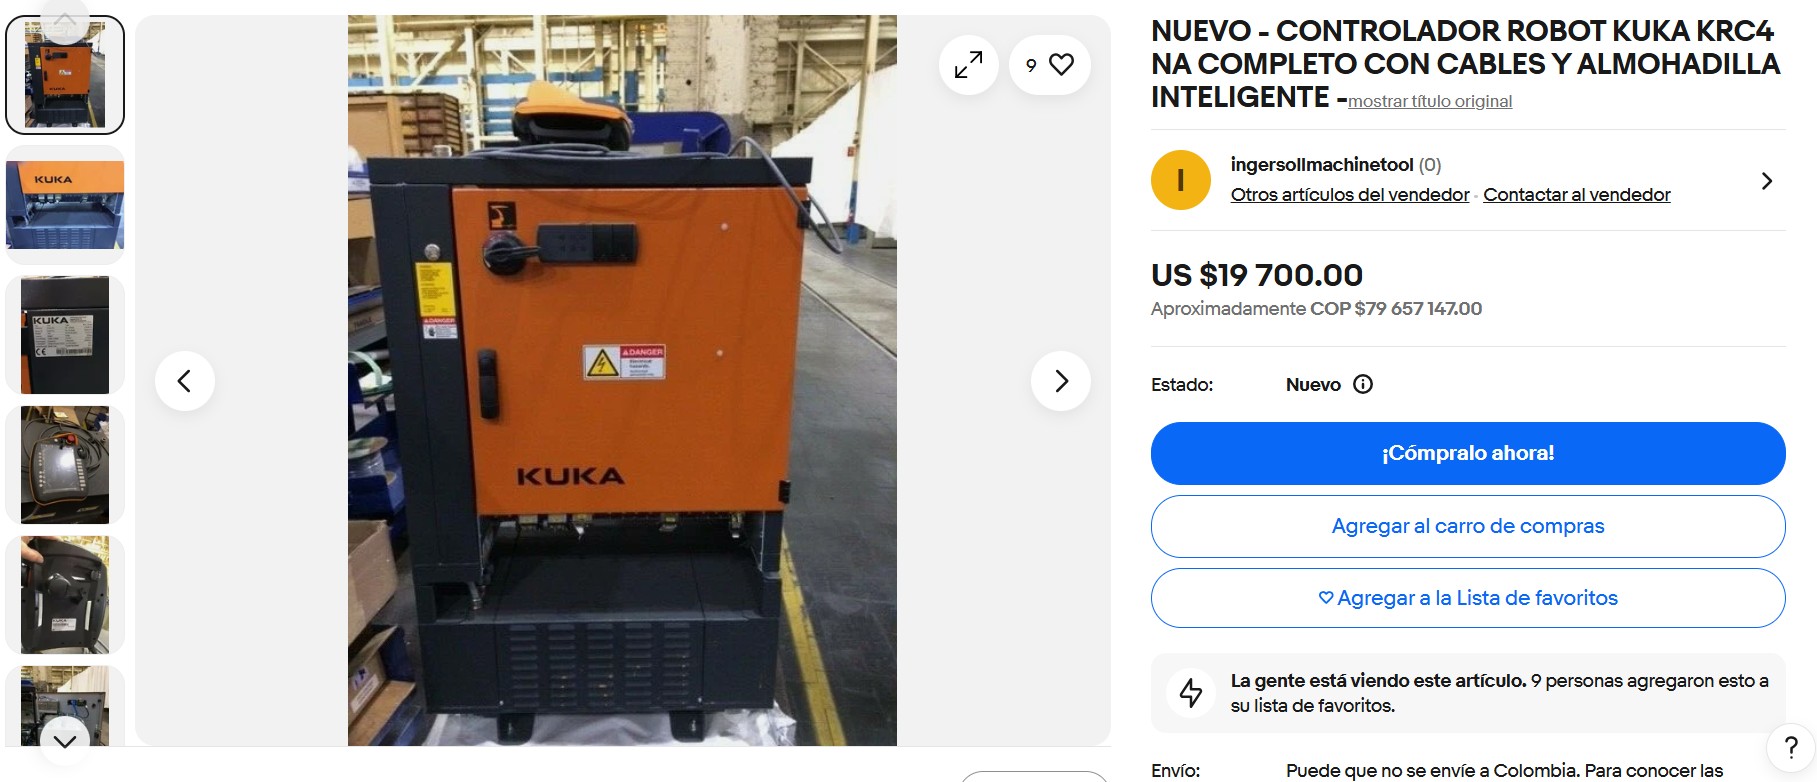 NUEVO - CONTROLADOR ROBOT KUKA KRC4
NA COMPLETO CON CABLES Y ALMOHADILLA
INTELIGENTE -mostrar título original
9
I
ingersollmachinetool (0)
Otros artículos del vendedor · Contactar al vendedor
US $19 700.00
Aproximadamente COP $79 657 147.00
Estado:
Nuevo
¡Cómpralo ahora!
Agregar al carro de compras
Agregar a la Lista de favoritos
La gente está viendo este artículo. 9 personas agregaron esto a
su lista de favoritos.
Envío:
Puede que no se envíe a Colombia. Para conocer las
?
DANGER
DANGER
KUKA
KUKA
KUKA